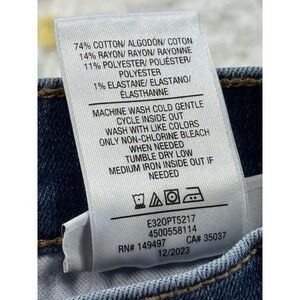 74% COTTON/ ALGODÓN/ COTON
14% RAYON/ RAYON/ RAYONNE
11% POLYESTER/ POLIÉSTER/
POLYESTER
1% ELASTANE/ ELASTANO/
ÉLASTHANNE
MACHINE WASH COLD GENTLE
CYCLE INSIDE OUT
WASH WITH LIKE COLORS
ONLY NON-CHLORINE BLEACH
WHEN NEEDED
TUMBLE DRY LOW
MEDIUM IRON INSIDE OUT IF
NEEDED
E320PT5217
4500558114
RN# 149497 CA# 35037
12/2023